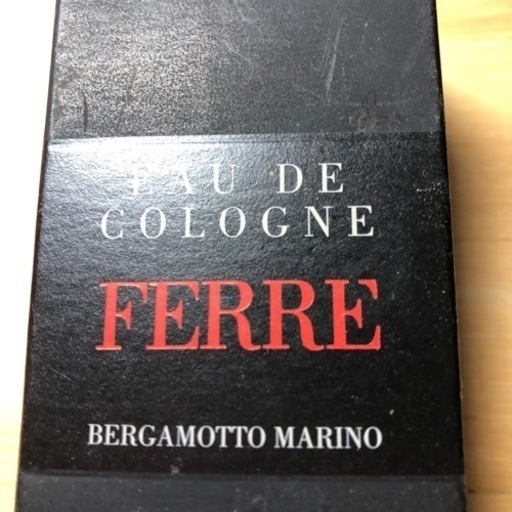 EAU DE
COLOGNE
FERRE
BERGAMOTTO MARINO